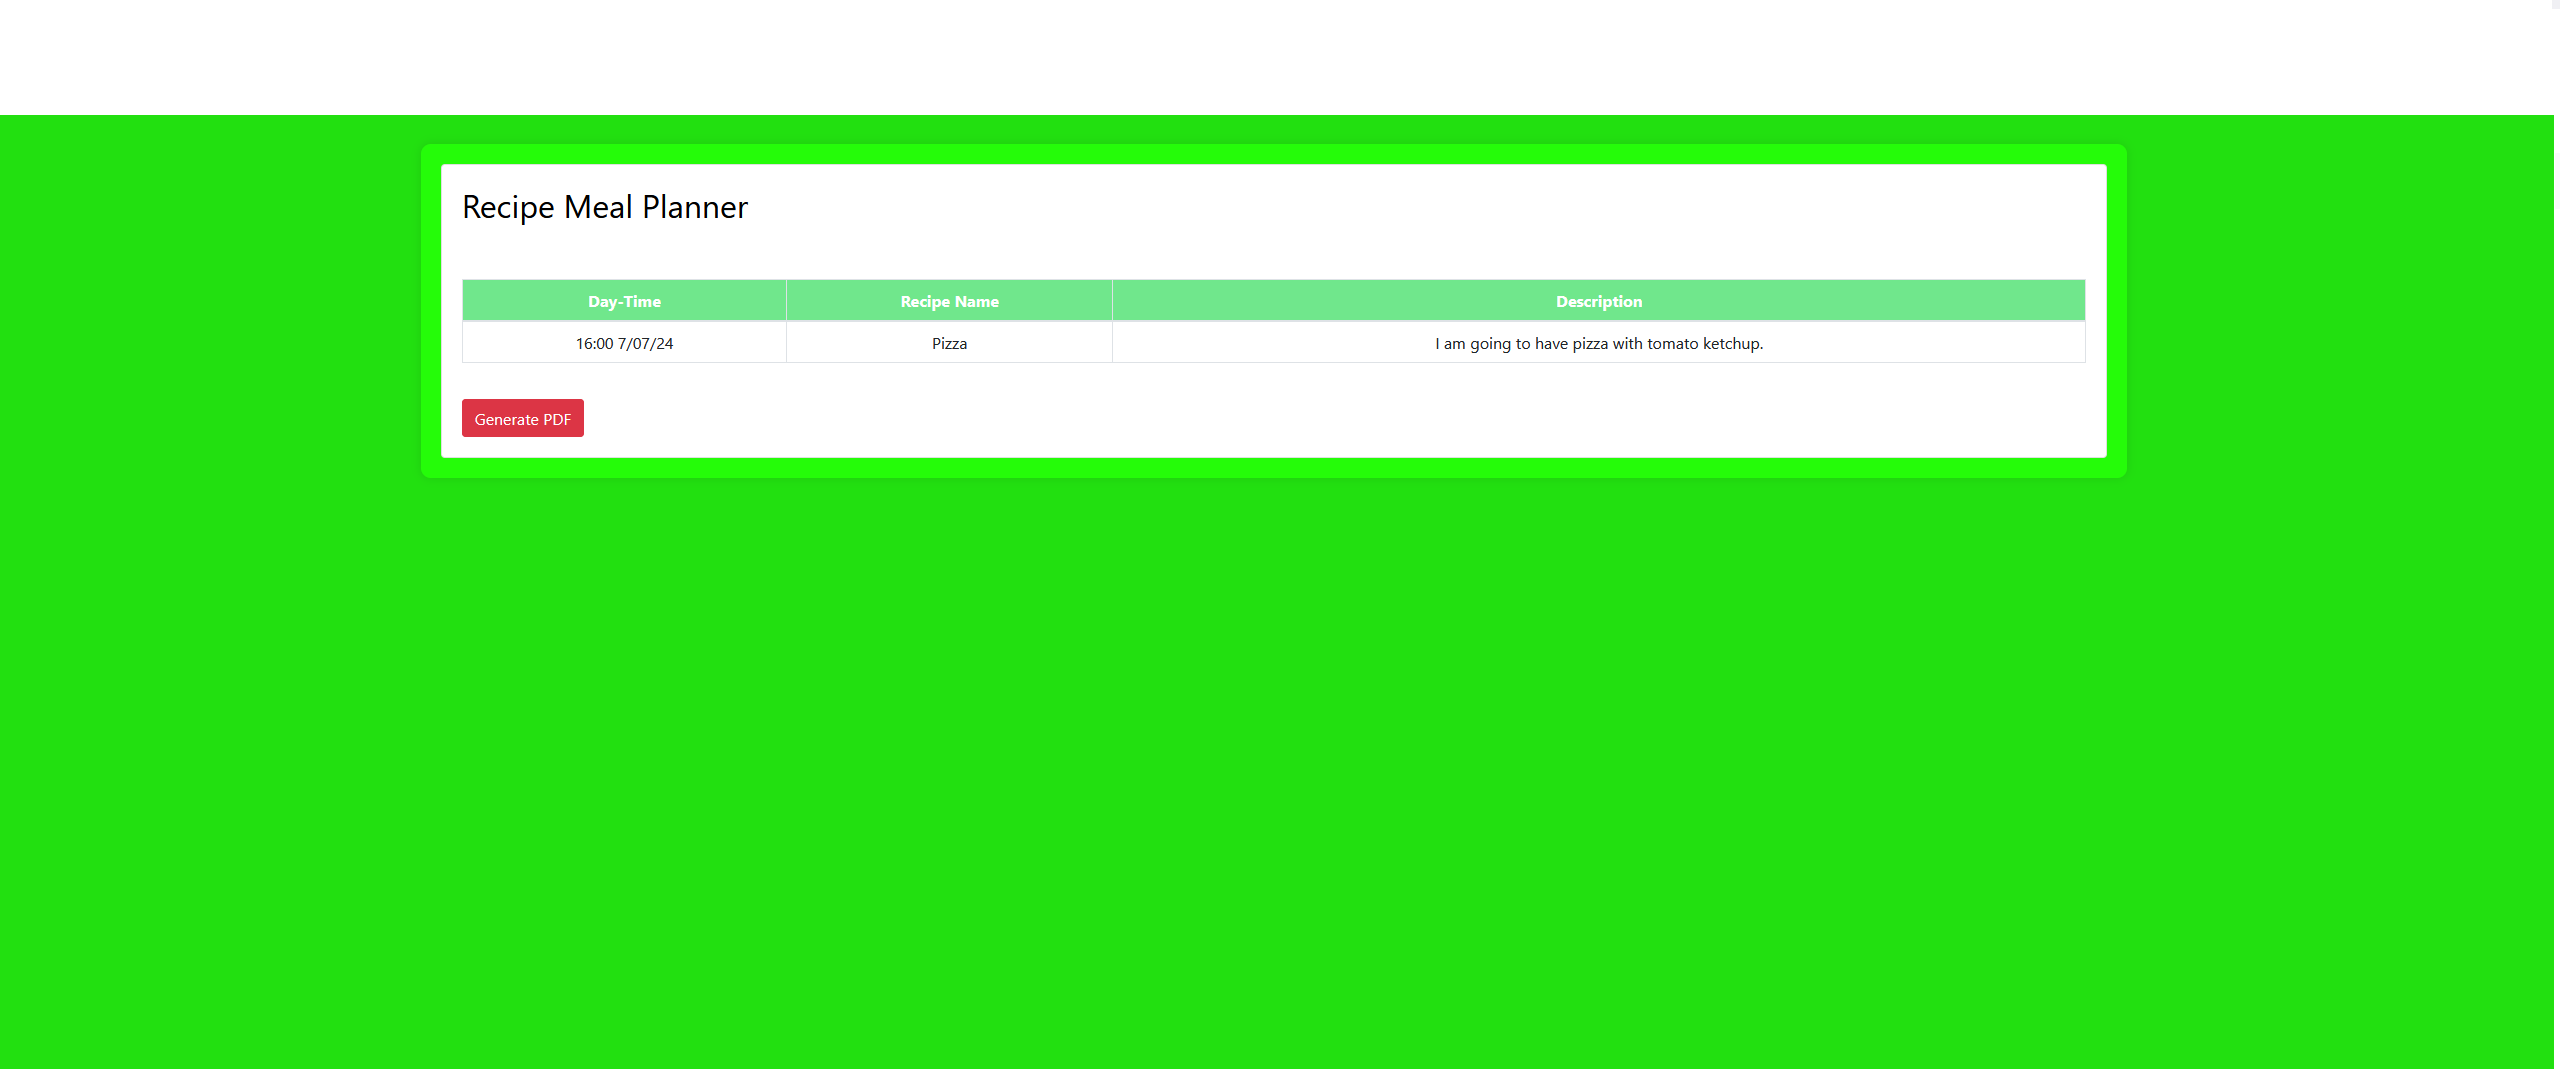 Recipe Meal Planner
Day-Time Recipe Name Description
16:00 7/07/24 Pizza I am going to have pizza with tomato ketchup.
Generate PDF